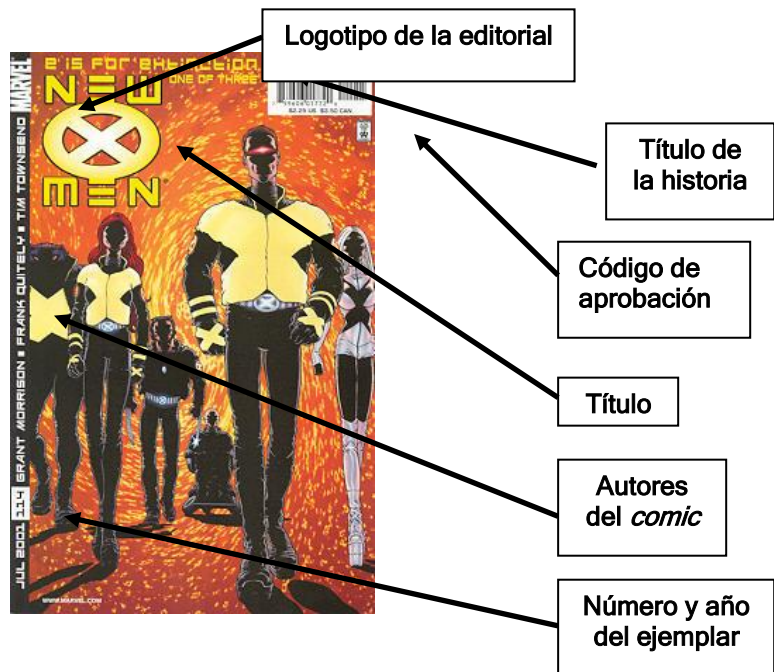 Logotipo de la editorial
E is for Extinction
ONE OF THREE
NEW
X
MEN
$2.25 US $3.50 CAN
MARVEL
JUL 2001 114 GRANT MORRISON ■ FRANK QUITELY ■ TIM TOWNSEND
WWW.MARVEL.COM
Título de
la historia
Código de
aprobación
Título
Autores
del comic
Número y año
del ejemplar